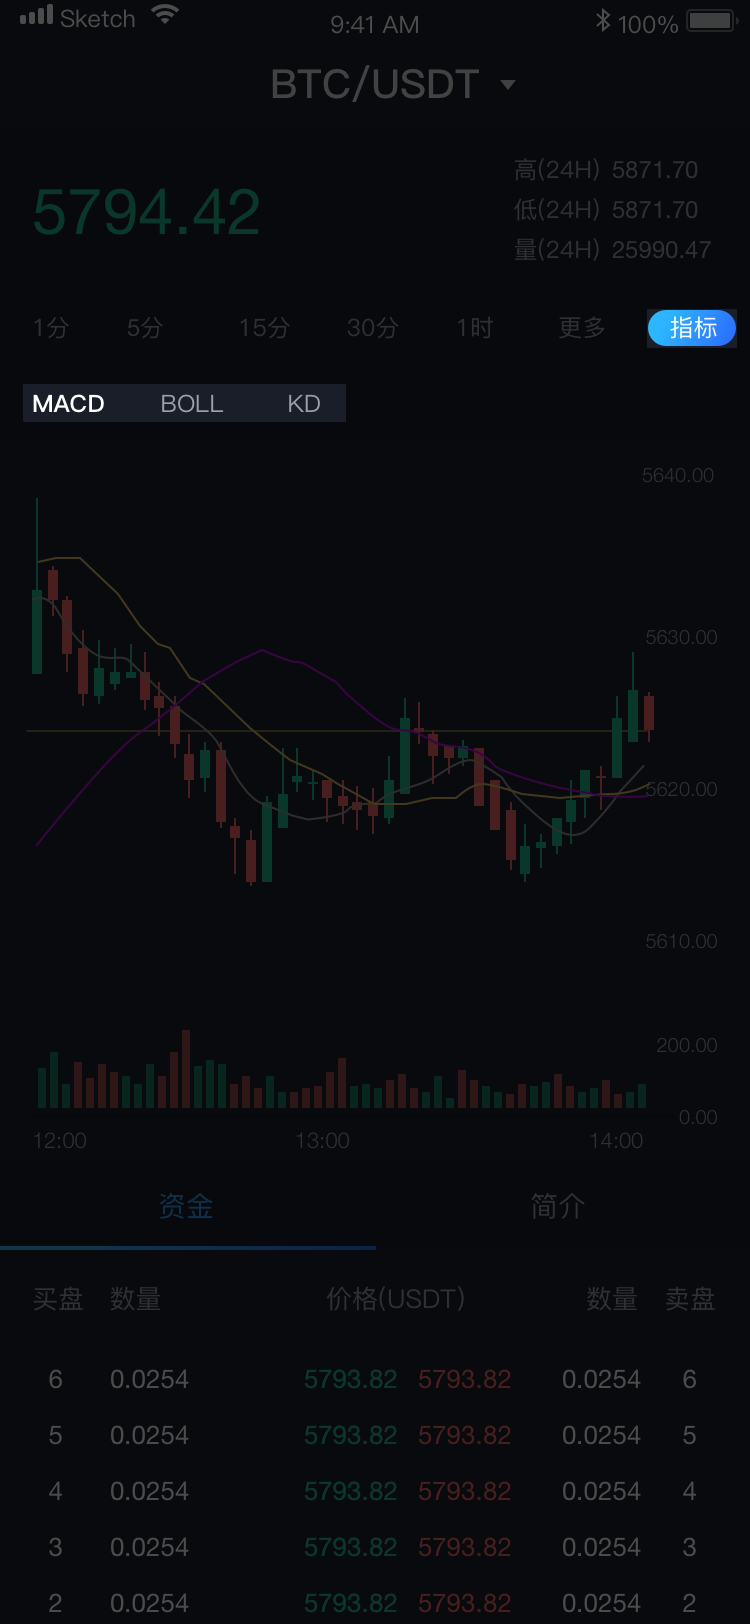 Sketch 9:41 AM 100%
BTC/USDT
5794.42
高(24H) 5871.70
低(24H) 5871.70
量(24H) 25990.47
1分 5分 15分 30分 1时 更多 指标
MACD BOLL KD
5640.00
5630.00
5620.00
5610.00
200.00
0.00
12:00 13:00 14:00
资金 简介
买盘 数量 价格(USDT) 数量 卖盘
6 0.0254 5793.82 5793.82 0.0254 6
5 0.0254 5793.82 5793.82 0.0254 5
4 0.0254 5793.82 5793.82 0.0254 4
3 0.0254 5793.82 5793.82 0.0254 3
2 0.0254 5793.82 5793.82 0.0254 2